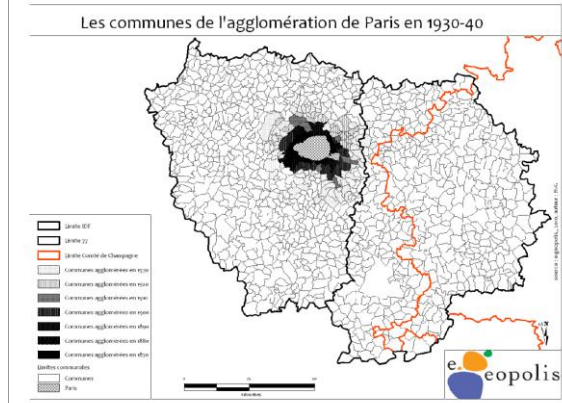 Les communes de l'agglomération de Paris en 1930-40
Limite IDF
Limite 77
Limite Comté de Champagne
Communes agglomérées en 1930
Communes agglomérées en 1920
Communes agglomérées en 1910
Communes agglomérées en 1900
Communes agglomérées en 1890
Communes agglomérées en 1880
Communes agglomérées en 1870
Limites communales
Communes
Paris
e.
eopolis